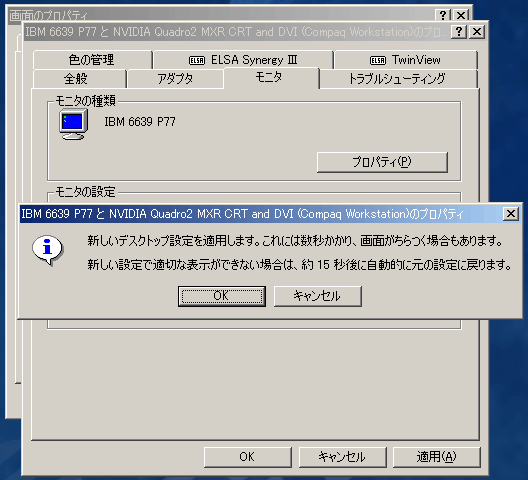 画面のプロパティ
IBM 6639 P77 と NVIDIA Quadro2 MXR CRT and DVI (Compaq Workstation)のプロ...
色の管理
ELSA ELSA Synergy III
ELSA TwinView
全般
アダプタ
モニタ
トラブルシューティング
モニタの種類
IBM 6639 P77
プロパティ(P)
モニタの設定
IBM 6639 P77 と NVIDIA Quadro2 MXR CRT and DVI (Compaq Workstation)のプロパティ
新しいデスクトップ設定を適用します。これには数秒かかり、画面がちらつく場合もあります。
新しい設定で適切な表示ができない場合は、約 15 秒後に自動的に元の設定に戻ります。
OK
キャンセル
OK
キャンセル
適用(A)